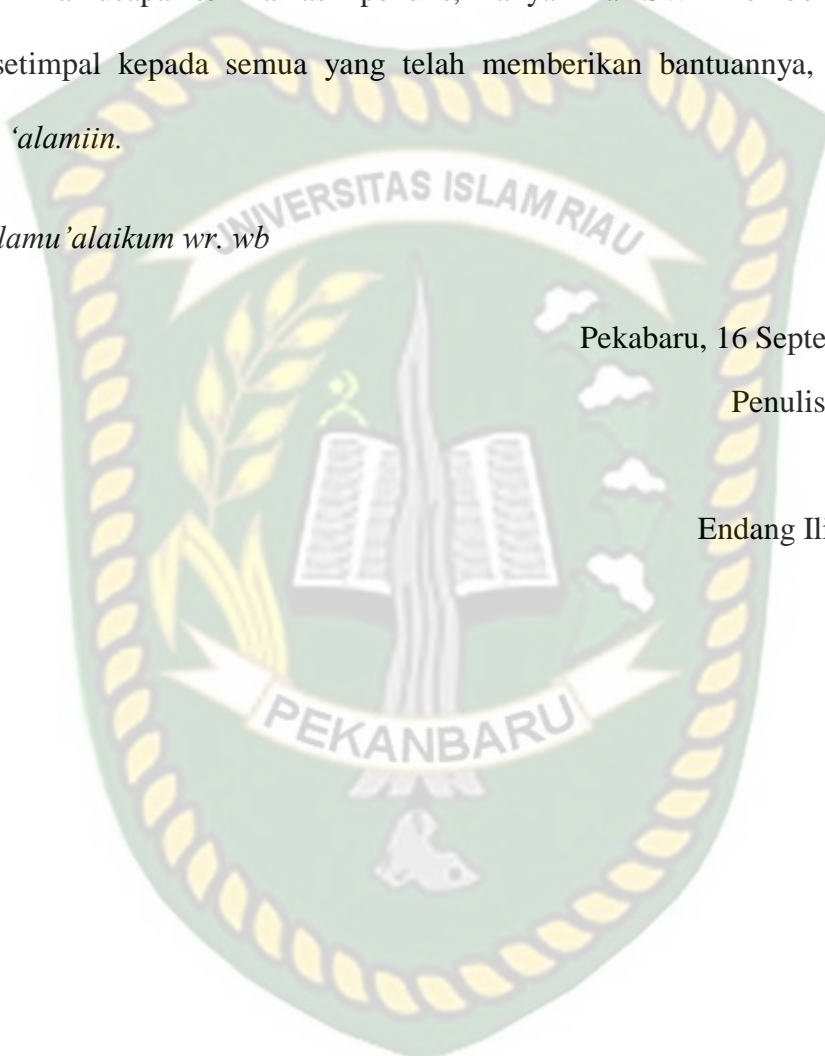 setimpal kepada semua yang telah memberikan bantuannya,
‘alamiin.
UNIVERSITAS ISLAM RIAU
lamu’alaikum wr. wb
Pekabaru, 16 Septe
Penulis
Endang Ili
PEKANBARU